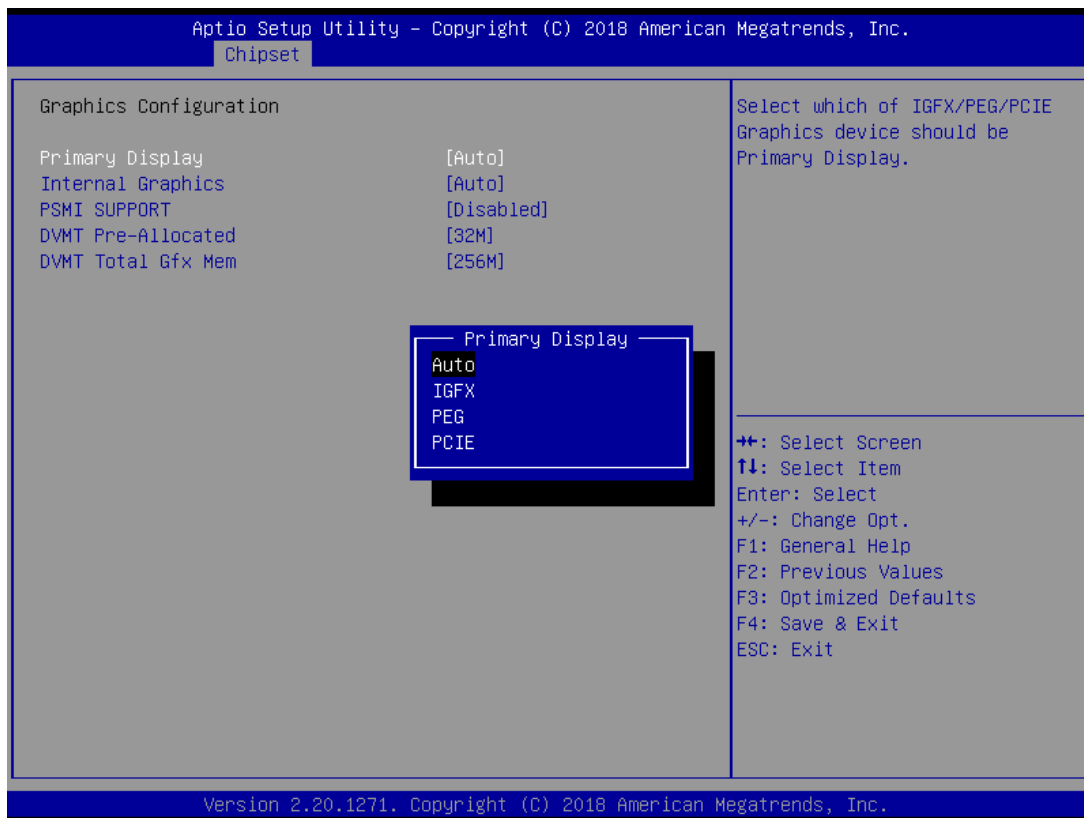 Aptio Setup Utility – Copyright (C) 2018 American Megatrends, Inc.
Chipset
Graphics Configuration
Primary Display [Auto]
Internal Graphics [Auto]
PSMI SUPPORT [Disabled]
DVMT Pre-Allocated [32M]
DVMT Total Gfx Mem [256M]
Primary Display
Auto
IGFX
PEG
PCIE
Select which of IGFX/PEG/PCIE
Graphics device should be
Primary Display.
→←: Select Screen
↑↓: Select Item
Enter: Select
+/-: Change Opt.
F1: General Help
F2: Previous Values
F3: Optimized Defaults
F4: Save & Exit
ESC: Exit
Version 2.20.1271. Copyright (C) 2018 American Megatrends, Inc.